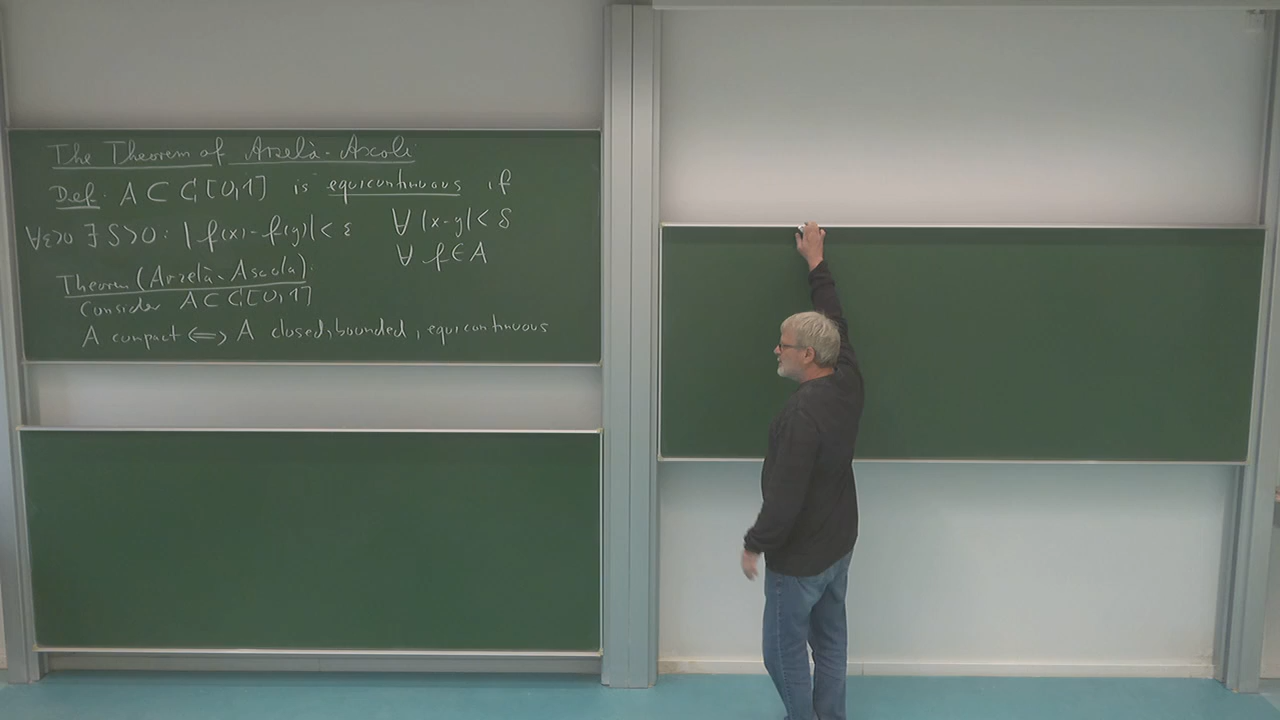 The Theorem of Arzelà-Ascoli
Def. A ⊂ C[0,1] is equicontinuous if
∀ε>0 ∃ δ>0: |f(x)-f(y)|<ε ∀ |x-y|<δ
∀ f∈A
Theorem (Arzelà-Ascola):
Consider A ⊂ C[0,1]
A compact ⟺ A closed, bounded, equicontinuous